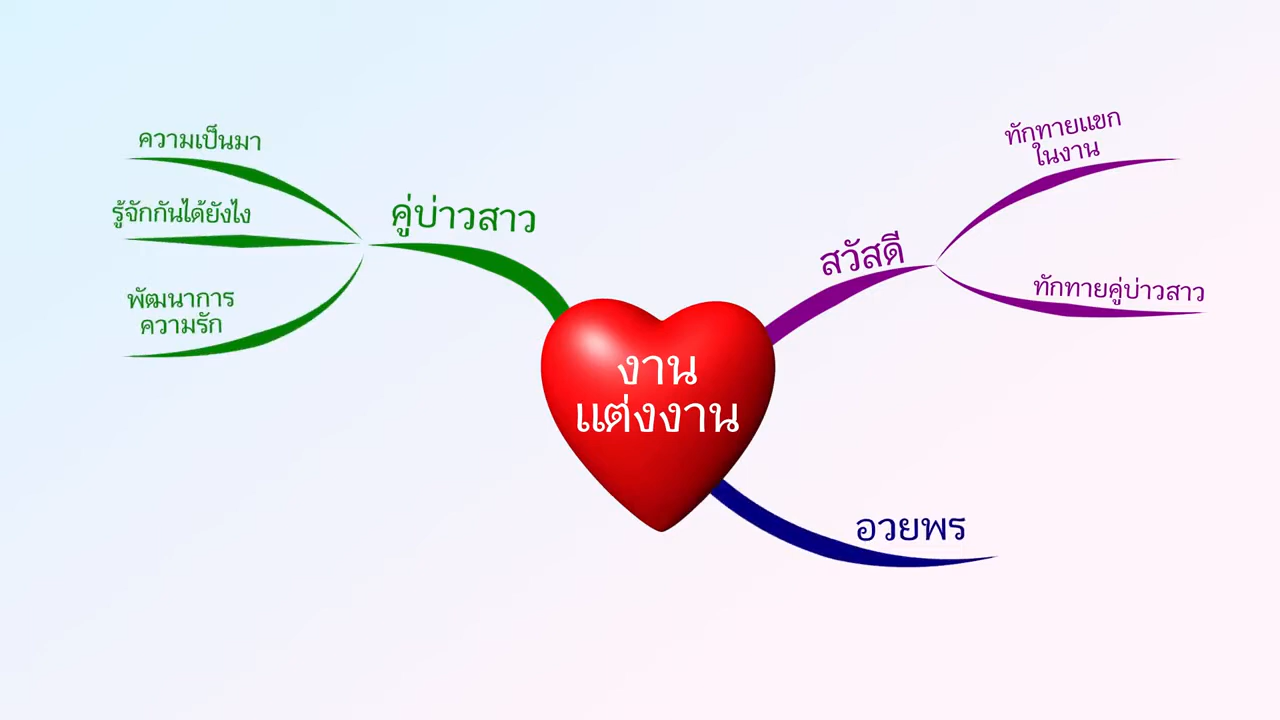 ความเป็นมา
รู้จักกันได้ยังไง
พัฒนาการ
ความรัก
คู่บ่าวสาว
งาน
แต่งงาน
สวัสดี
ทักทายแขก
ในงาน
ทักทายคู่บ่าวสาว
อวยพร